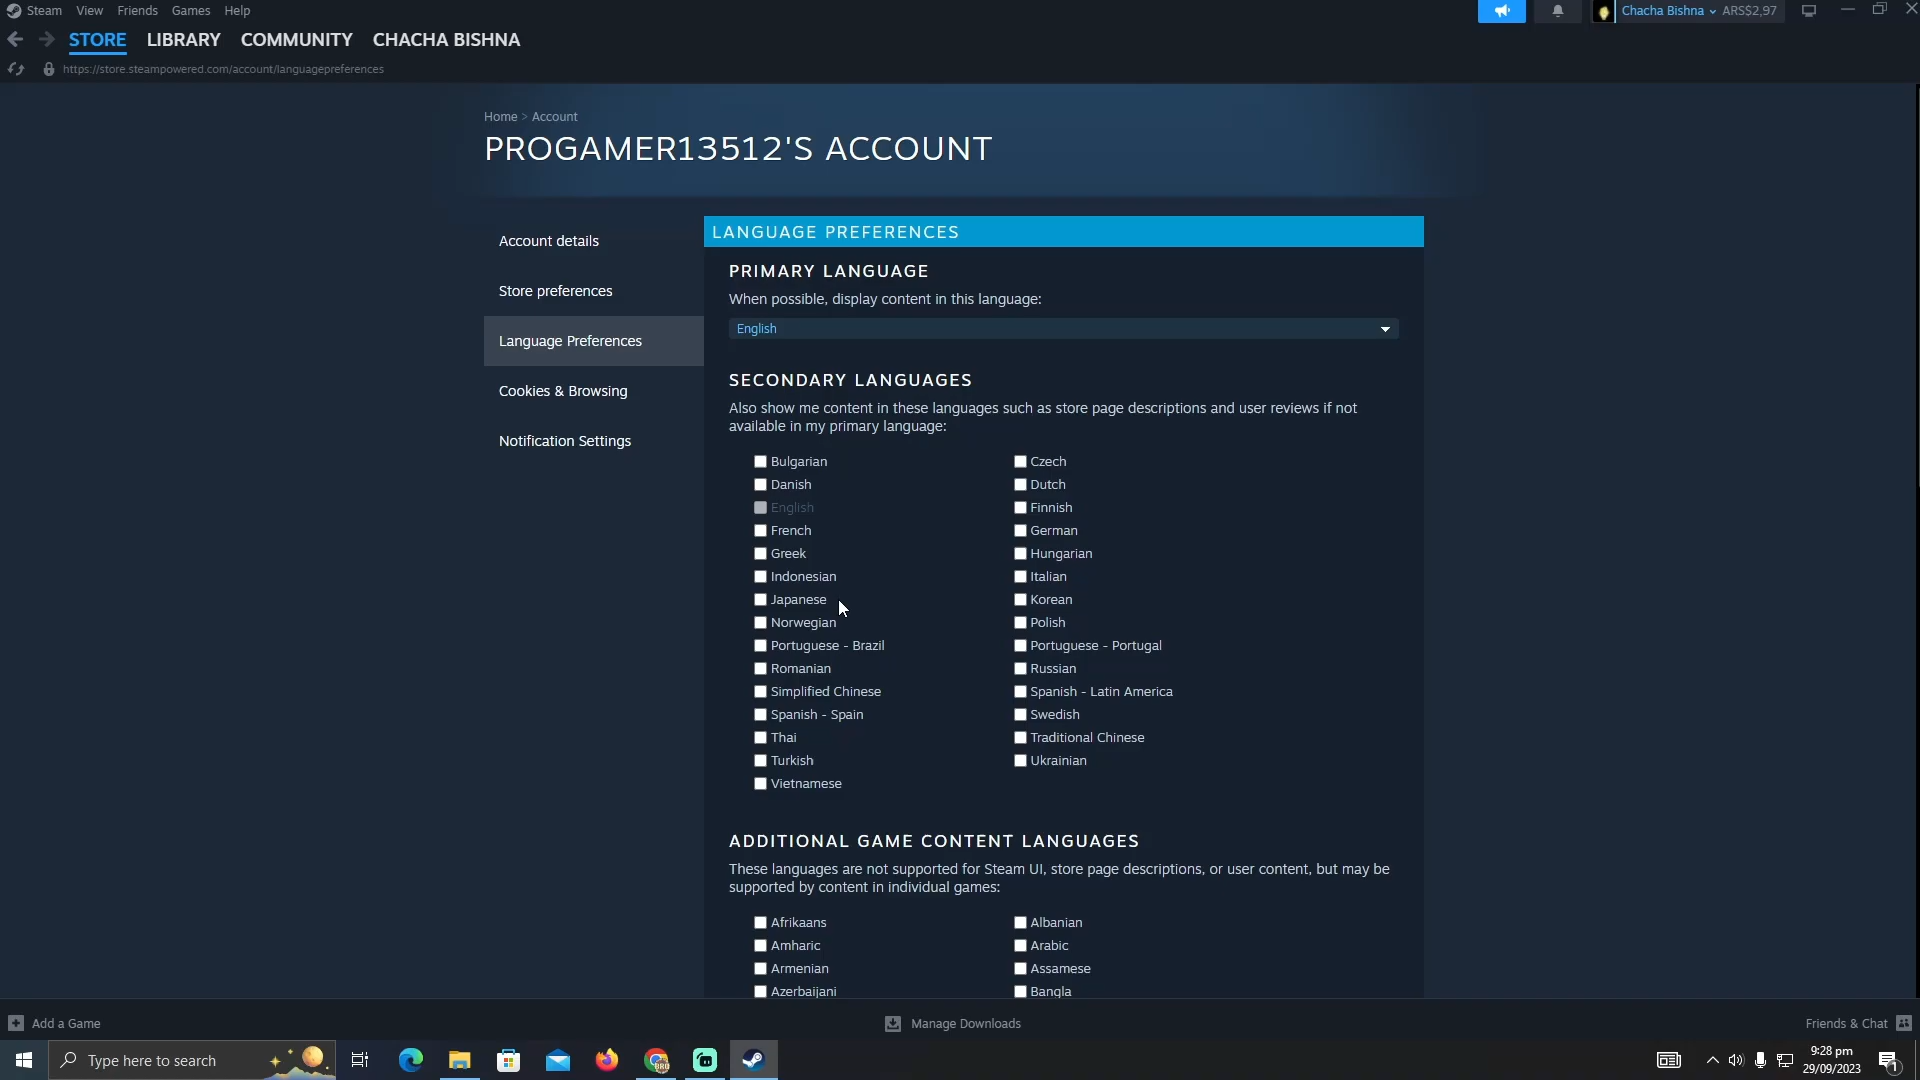 Steam View Friends Games Help
Chacha Bishna ARS$2,97
STORE LIBRARY COMMUNITY CHACHA BISHNA
https://store.steampowered.com/account/languagepreferences
Home > Account
PROGAMER13512'S ACCOUNT
Account details
Store preferences
Language Preferences
Cookies & Browsing
Notification Settings
LANGUAGE PREFERENCES
PRIMARY LANGUAGE
When possible, display content in this language:
English
SECONDARY LANGUAGES
Also show me content in these languages such as store page descriptions and user reviews if not
available in my primary language:
Bulgarian Czech
Danish Dutch
English Finnish
French German
Greek Hungarian
Indonesian Italian
Japanese Korean
Norwegian Polish
Portuguese - Brazil Portuguese - Portugal
Romanian Russian
Simplified Chinese Spanish - Latin America
Spanish - Spain Swedish
Thai Traditional Chinese
Turkish Ukrainian
Vietnamese
ADDITIONAL GAME CONTENT LANGUAGES
These languages are not supported for Steam UI, store page descriptions, or user content, but may be
supported by content in individual games:
Afrikaans Albanian
Amharic Arabic
Armenian Assamese
Azerbaijani Bangla
Add a Game Manage Downloads Friends & Chat
Type here to search
9:28 pm
29/09/2023
1